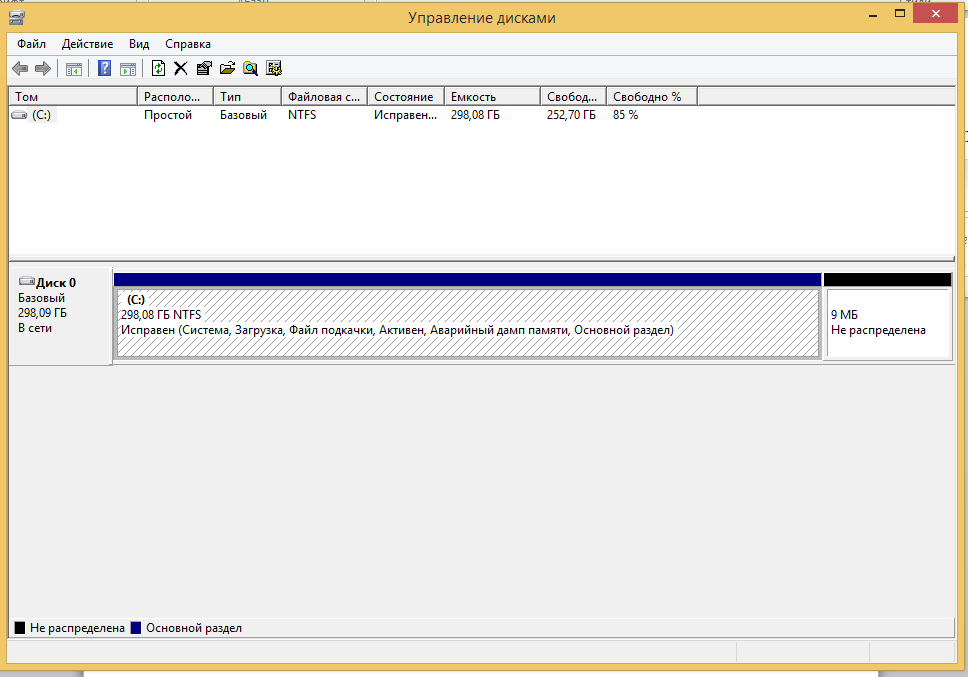 Управление дисками
Файл Действие Вид Справка
Том Располо... Тип Файловая с... Состояние Емкость Свобод... Свободно %
(C:) Простой Базовый NTFS Исправен... 298,08 ГБ 252,70 ГБ 85 %
Диск 0
Базовый
298,09 ГБ
В сети
(C:)
298,08 ГБ NTFS
Исправен (Система, Загрузка, Файл подкачки, Активен, Аварийный дамп памяти, Основной раздел)
9 МБ
Не распределена
Не распределена Основной раздел